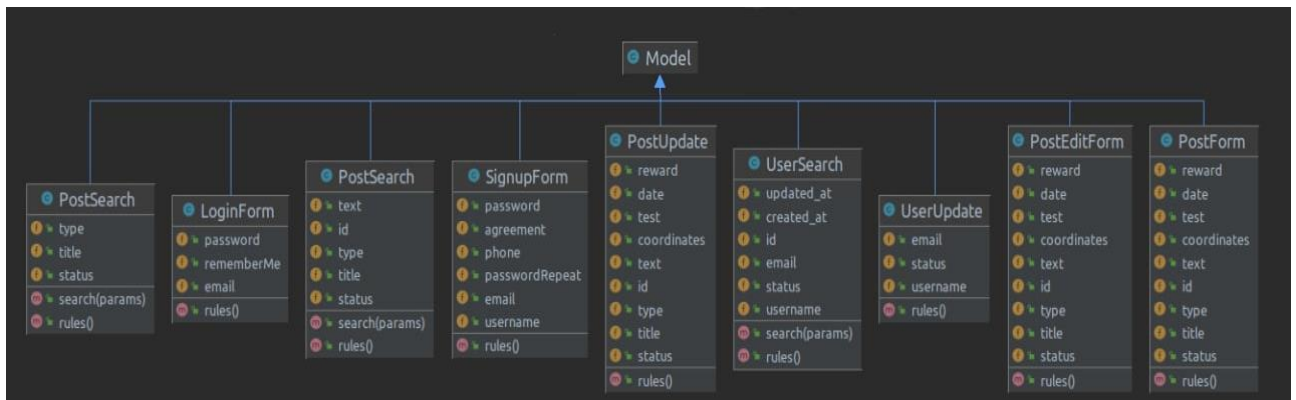 Model
PostSearch
type
title
status
search(params)
rules()
LoginForm
password
rememberMe
email
rules()
PostSearch
text
id
type
title
status
search(params)
rules()
SignupForm
password
agreement
phone
passwordRepeat
email
username
rules()
PostUpdate
reward
date
test
coordinates
text
id
type
title
status
rules()
UserSearch
updated_at
created_at
id
email
status
username
search(params)
rules()
UserUpdate
email
status
username
rules()
PostEditForm
reward
date
test
coordinates
text
id
type
title
status
rules()
PostForm
reward
date
test
coordinates
text
id
type
title
status
rules()